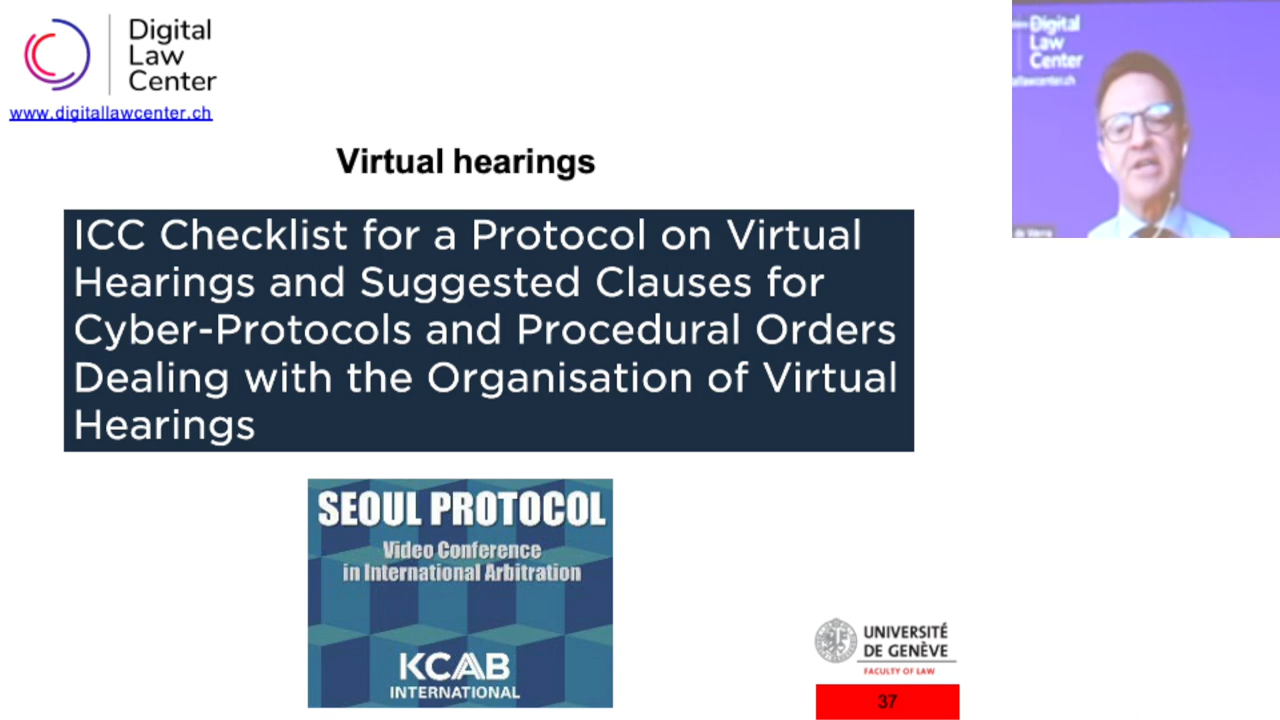 Digital
Law
Center
www.digitallawcenter.ch
Virtual hearings
ICC Checklist for a Protocol on Virtual
Hearings and Suggested Clauses for
Cyber-Protocols and Procedural Orders
Dealing with the Organisation of Virtual
Hearings
SEOUL PROTOCOL
Video Conference
in International Arbitration
KCAB
INTERNATIONAL
UNIVERSITÉ
DE GENÈVE
FACULTY OF LAW
37
Digital
Law
Center